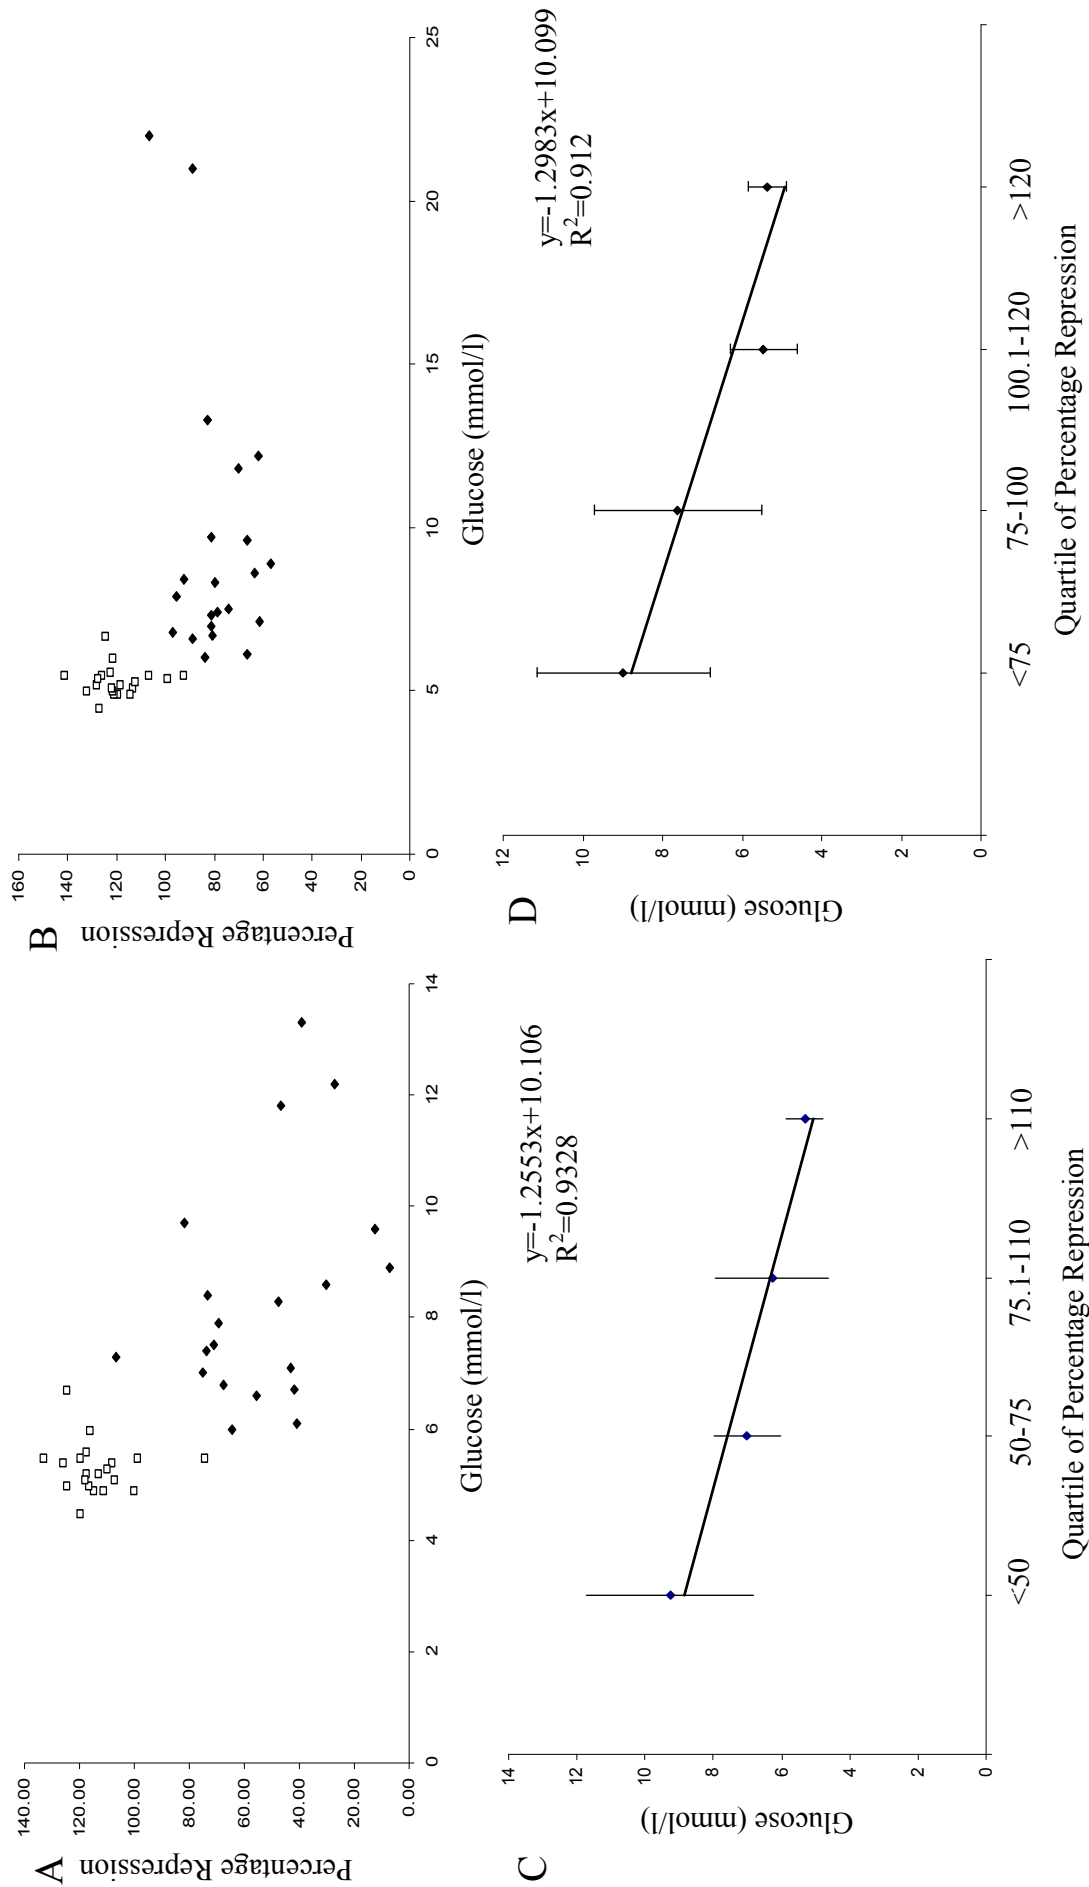 A
Percentage Repression
140.00
120.00
100.00
80.00
60.00
40.00
20.00
0.00
0 2 4 6 8 10 12 14
Glucose (mmol/l)
B
Percentage Repression
160
140
120
100
80
60
40
20
0
0 5 10 15 20 25
Glucose (mmol/l)
C
Glucose (mmol/l)
14
12
10
8
6
4
2
0
y=-1.2553x+10.106
R²=0.9328
<50 50-75 75.1-110 >110
Quartile of Percentage Repression
D
Glucose (mmol/l)
12
10
8
6
4
2
0
y=-1.2983x+10.099
R²=0.912
<75 75-100 100.1-120 >120
Quartile of Percentage Repression